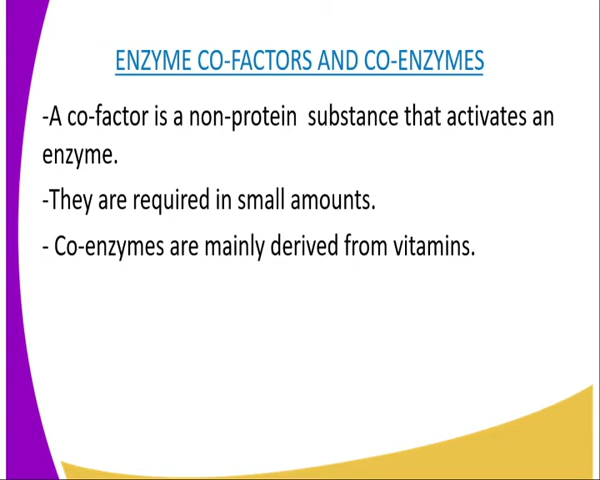 ENZYME CO-FACTORS AND CO-ENZYMES
-A co-factor is a non-protein substance that activates an
enzyme.
-They are required in small amounts.
- Co-enzymes are mainly derived from vitamins.